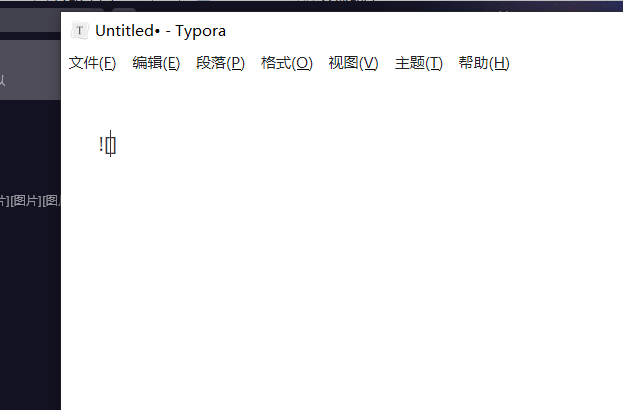 Untitled• - Typora
文件(F) 编辑(E) 段落(P) 格式(O) 视图(V) 主题(T) 帮助(H)
![]
片][图片][图片